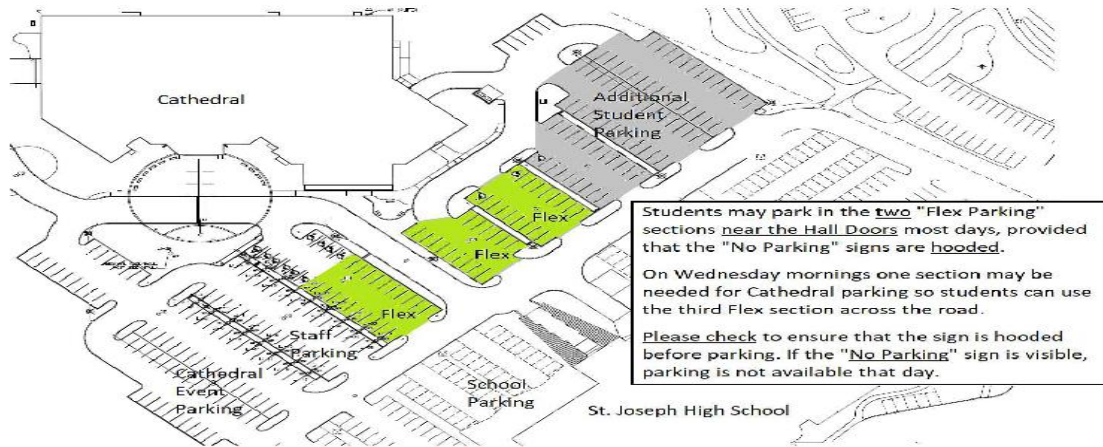 Cathedral
Additional
Student
Parking
Flex
Flex
Flex
Staff
Parking
Cathedral
Event
Parking
School
Parking
St. Joseph High School
Students may park in the two "Flex Parking"
sections near the Hall Doors most days, provided
that the "No Parking" signs are hooded.
On Wednesday mornings one section may be
needed for Cathedral parking so students can use
the third Flex section across the road.
Please check to ensure that the sign is hooded
before parking. If the "No Parking" sign is visible,
parking is not available that day.